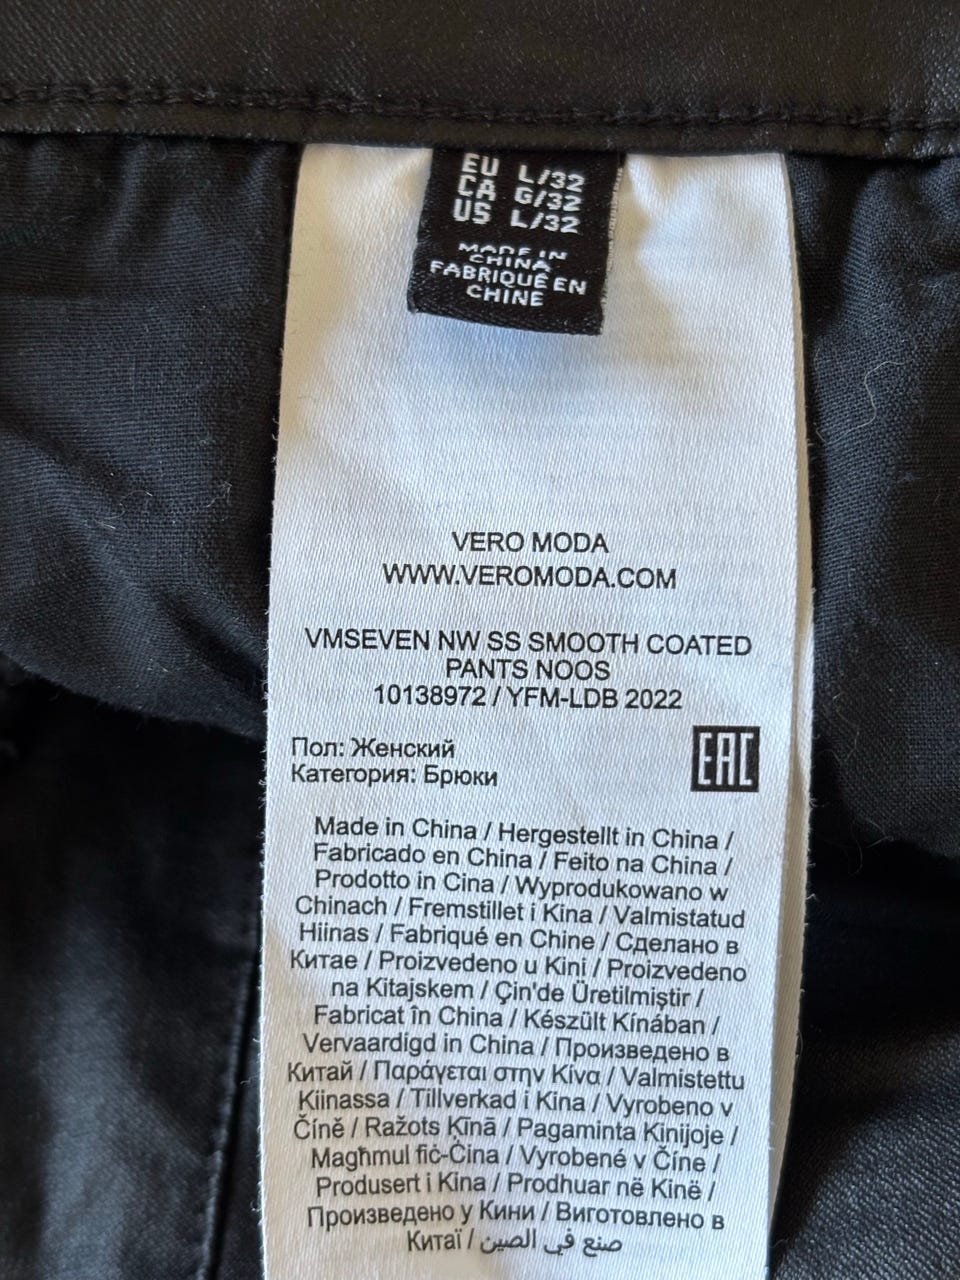 EU L/32
CA G/32
US L/32
MADE IN
CHINA
FABRIQUÉ EN
CHINE
VERO MODA
WWW.VEROMODA.COM
VMSEVEN NW SS SMOOTH COATED
PANTS NOOS
10138972 / YFM-LDB 2022
Пол: Женский
Категория: Брюки
EAC
Made in China / Hergestellt in China /
Fabricado en China / Feito na China /
Prodotto in Cina / Wyprodukowano w
Chinach / Fremstillet i Kina / Valmistatud
Hiinas / Fabriqué en Chine / Сделано в
Китае / Proizvedeno u Kini / Proizvedeno
na Kitajskem / Çin'de Üretilmiştir /
Fabricat în China / Készült Kínában /
Vervaardigd in China / Произведено в
Китай / Παράγεται στην Κίνα / Valmistettu
Kiinassa / Tillverkad i Kina / Vyrobeno v
Číně / Ražots Ķīnā / Pagaminta Kinijoje /
Magħmul fiċ-Ċina / Vyrobené v Číne /
Produsert i Kina / Prodhuar në Kinë /
Произведено у Кини / Виготовлено в
Китаї / صنع في الصين